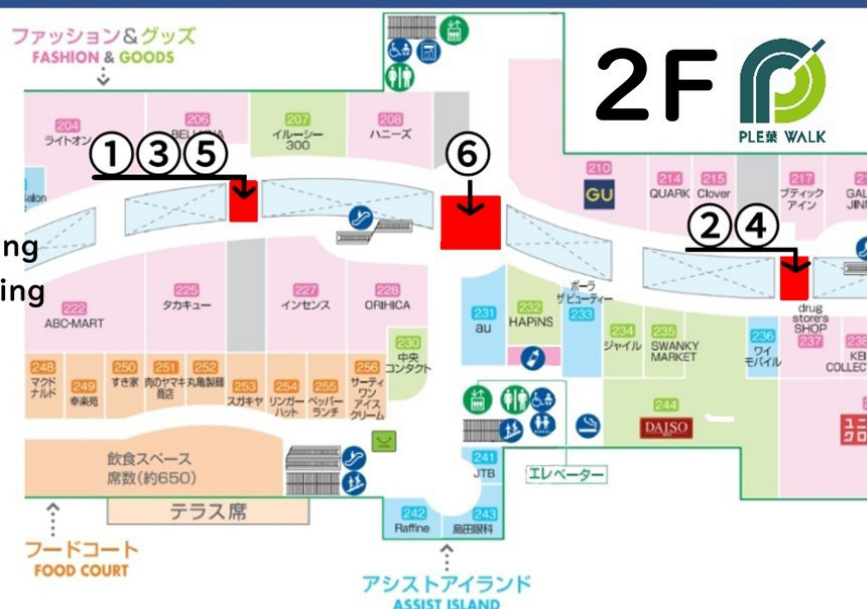 ファッション&グッズ
FASHION & GOODS
2F
PLE葉 WALK
204
ライトオン
206
207
イルーシー
300
208
ハニーズ
①③⑤
⑥
210
GU
214
QUARK
215
Clover
217
ブティック
アイン
②④
222
ABC-MART
225
タカキュー
227
インセンス
228
ORIHICA
230
中央
コンタクト
231
au
232
HAPiNS
ポーラ
ザ ビューティー
233
234
ジャイル
235
SWANKY
MARKET
236
ワイ
モバイル
drug
store's
SHOP
237
238
248
マクド
ナルド
249
幸楽苑
250
すき家
251
肉のヤマキ
商店
252
丸亀製麺
253
スガキヤ
254
リンガー
ハット
255
ペッパー
ランチ
256
サーティ
ワン
アイス
クリーム
244
DAISO
飲食スペース
席数(約650)
テラス席
241
JTB
エレベーター
242
Raffine
243
島田眼科
フードコート
FOOD COURT
アシストアイランド
ASSIST ISLAND